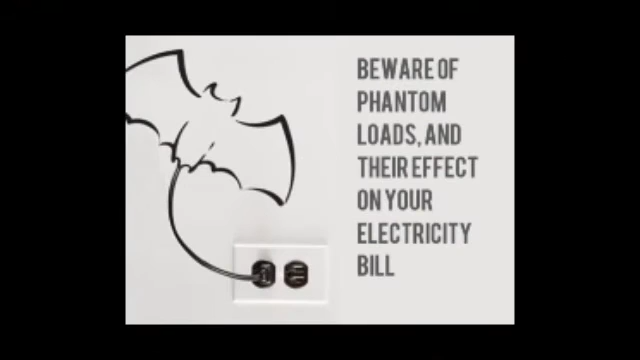 BEWARE OF
PHANTOM
LOADS, AND
THEIR EFFECT
ON YOUR
ELECTRICITY
BILL